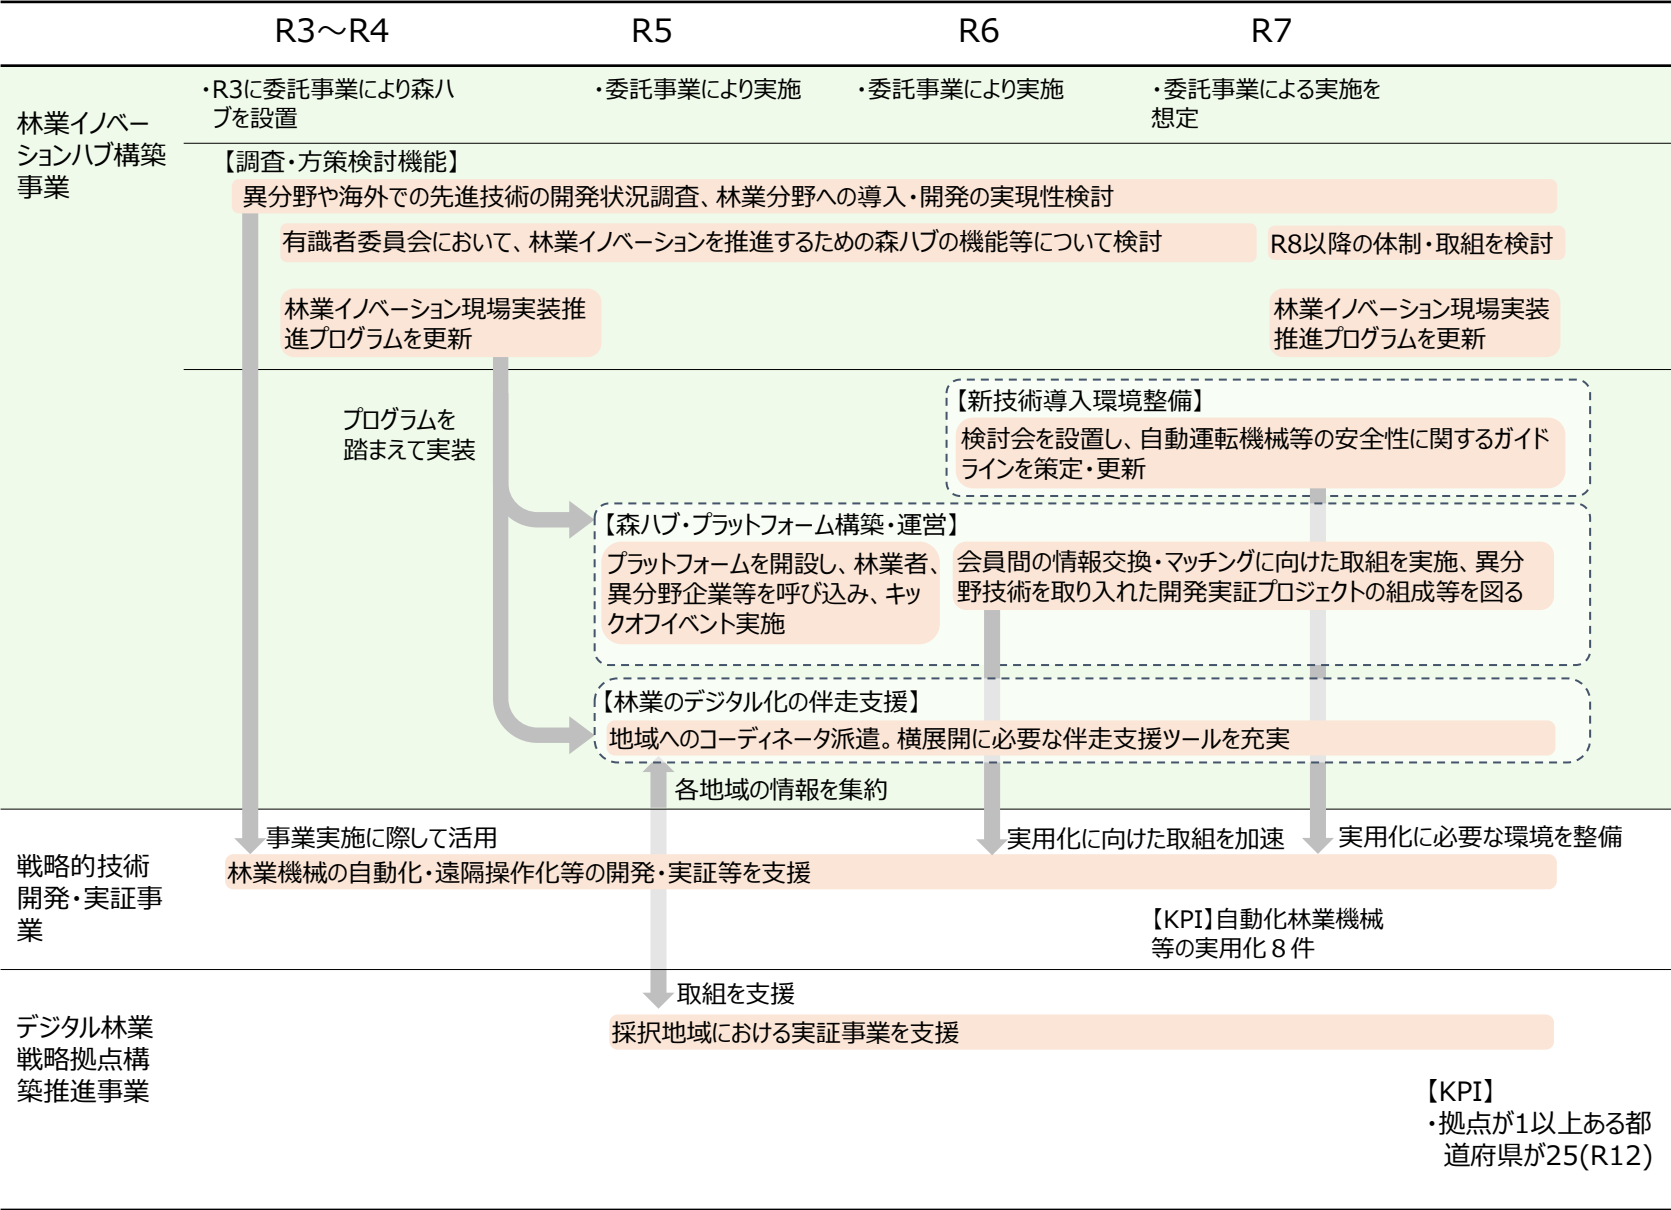 R3～R4
R5
R6
R7
林業イノベー
ションハブ構築
事業
・R3に委託事業により森ハ
ブを設置
・委託事業により実施
・委託事業により実施
・委託事業による実施を
想定
【調査・方策検討機能】
異分野や海外での先進技術の開発状況調査、林業分野への導入・開発の実現性検討
有識者委員会において、林業イノベーションを推進するための森ハブの機能等について検討
R8以降の体制・取組を検討
林業イノベーション現場実装推
進プログラムを更新
林業イノベーション現場実装
推進プログラムを更新
プログラムを
踏まえて実装
【新技術導入環境整備】
検討会を設置し、自動運転機械等の安全性に関するガイド
ラインを策定・更新
【森ハブ・プラットフォーム構築・運営】
プラットフォームを開設し、林業者、
異分野企業等を呼び込み、キッ
クオフイベント実施
会員間の情報交換・マッチングに向けた取組を実施、異分
野技術を取り入れた開発実証プロジェクトの組成等を図る
【林業のデジタル化の伴走支援】
地域へのコーディネータ派遣。横展開に必要な伴走支援ツールを充実
各地域の情報を集約
戦略的技術
開発・実証事
業
事業実施に際して活用
実用化に向けた取組を加速
実用化に必要な環境を整備
林業機械の自動化・遠隔操作化等の開発・実証等を支援
【KPI】自動化林業機械
等の実用化８件
デジタル林業
戦略拠点構
築推進事業
取組を支援
採択地域における実証事業を支援
【KPI】
・拠点が1以上ある都
道府県が25(R12)